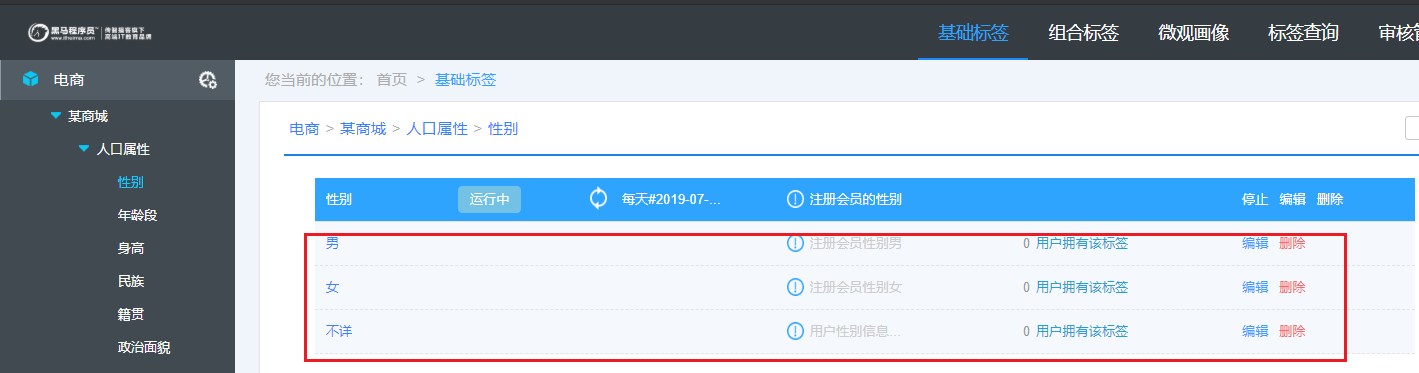 黑马程序员
www.itheima.com
传智播客旗下
高端IT教育品牌
基础标签 组合标签 微观画像 标签查询 审核管
电商
您当前的位置： 首页 > 基础标签
某商城
人口属性
性别
年龄段
身高
民族
籍贯
政治面貌
电商 > 某商城 > 人口属性 > 性别
性别 运行中 每天#2019-07-... 注册会员的性别 停止 编辑 删除
男 注册会员性别男 0 用户拥有该标签 编辑 删除
女 注册会员性别女 0 用户拥有该标签 编辑 删除
不详 用户性别信息... 0 用户拥有该标签 编辑 删除